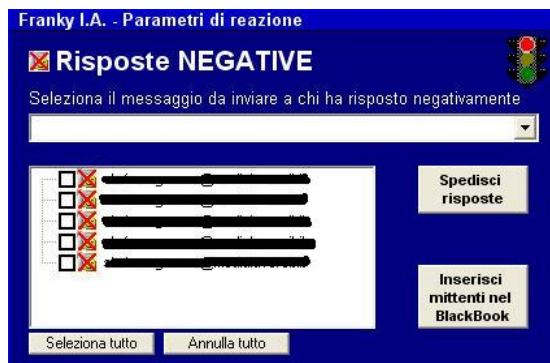 Franky I.A. - Parametri di reazione
Risposte NEGATIVE
Seleziona il messaggio da inviare a chi ha risposto negativamente
Spedisci
risposte
Inserisci
mittenti nel
BlackBook
Seleziona tutto
Annulla tutto